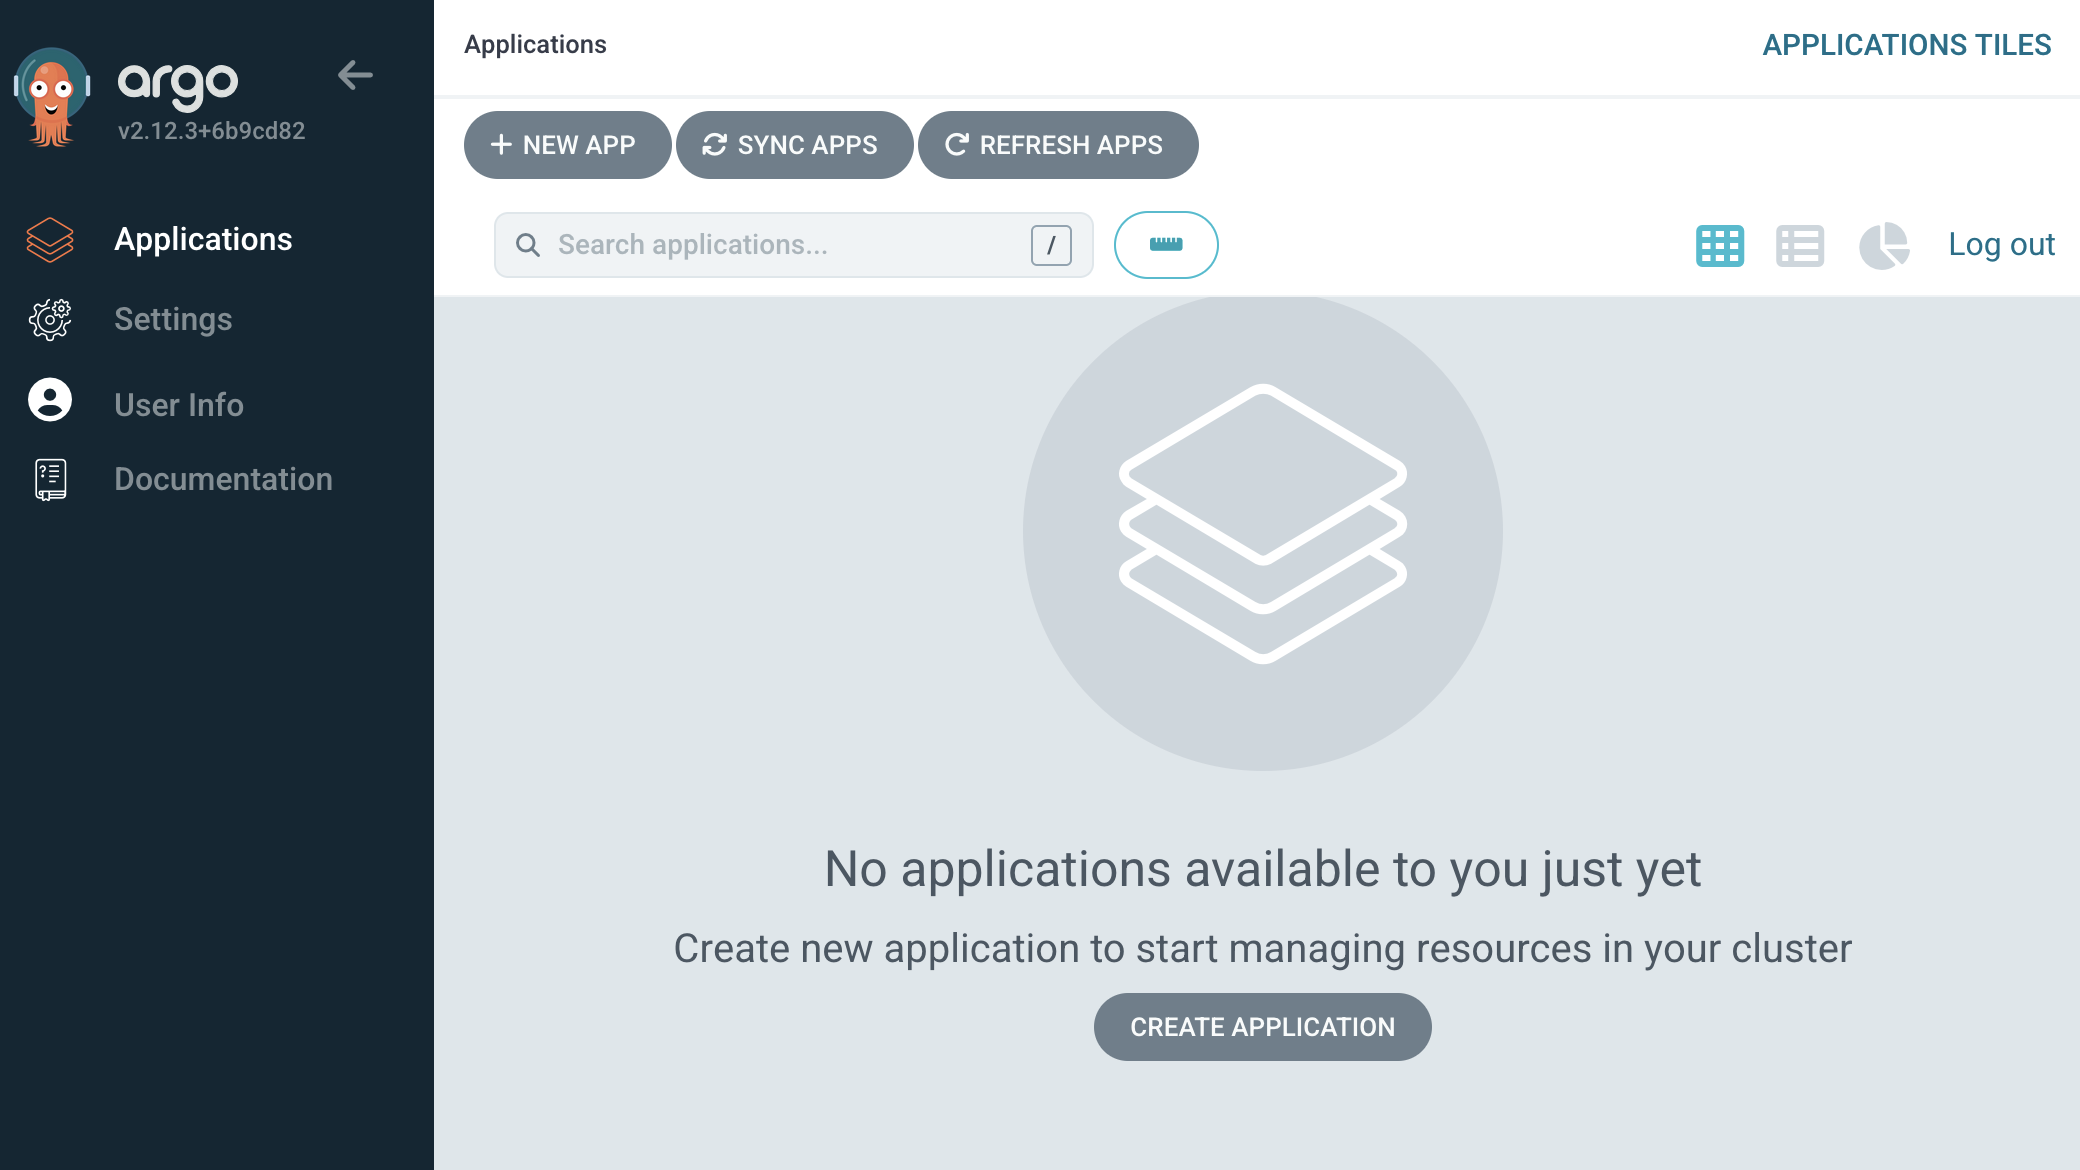 argo
v2.12.3+6b9cd82
Applications
Settings
User Info
Documentation
Applications
APPLICATIONS TILES
NEW APP
SYNC APPS
REFRESH APPS
Search applications...
/
Log out
No applications available to you just yet
Create new application to start managing resources in your cluster
CREATE APPLICATION